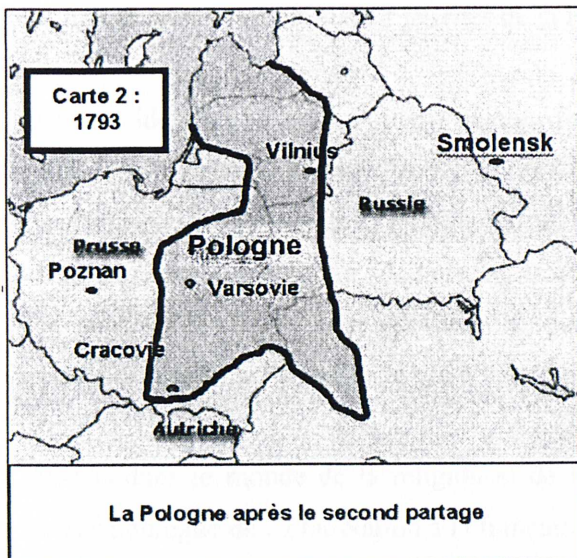 Carte 2 :
1793
Vilnius
Smolensk
Russie
Prusse
Pologne
Poznan
Varsovie
Cracovie
Autriche
La Pologne après le second partage